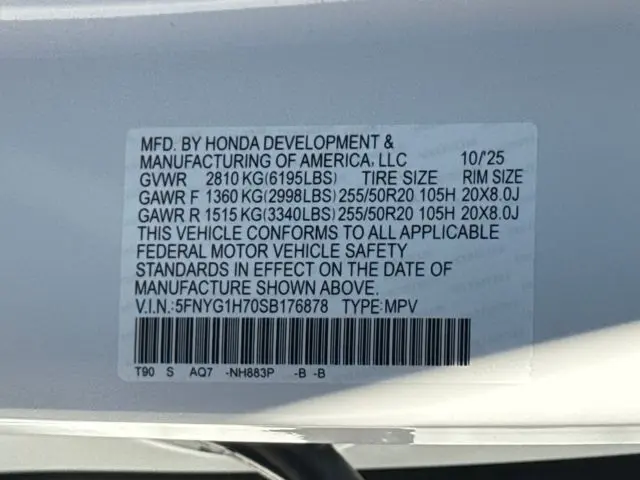 MFD. BY HONDA DEVELOPMENT &
MANUFACTURING OF AMERICA, LLC 10/'25
GVWR 2810 KG(6195LBS) TIRE SIZE RIM SIZE
GAWR F 1360 KG(2998LBS) 255/50R20 105H 20X8.0J
GAWR R 1515 KG(3340LBS) 255/50R20 105H 20X8.0J
THIS VEHICLE CONFORMS TO ALL APPLICABLE
FEDERAL MOTOR VEHICLE SAFETY
STANDARDS IN EFFECT ON THE DATE OF
MANUFACTURE SHOWN ABOVE.
V.I.N.:5FNYG1H70SB176878 TYPE:MPV
T90 S AQ7 -NH883P -B -B